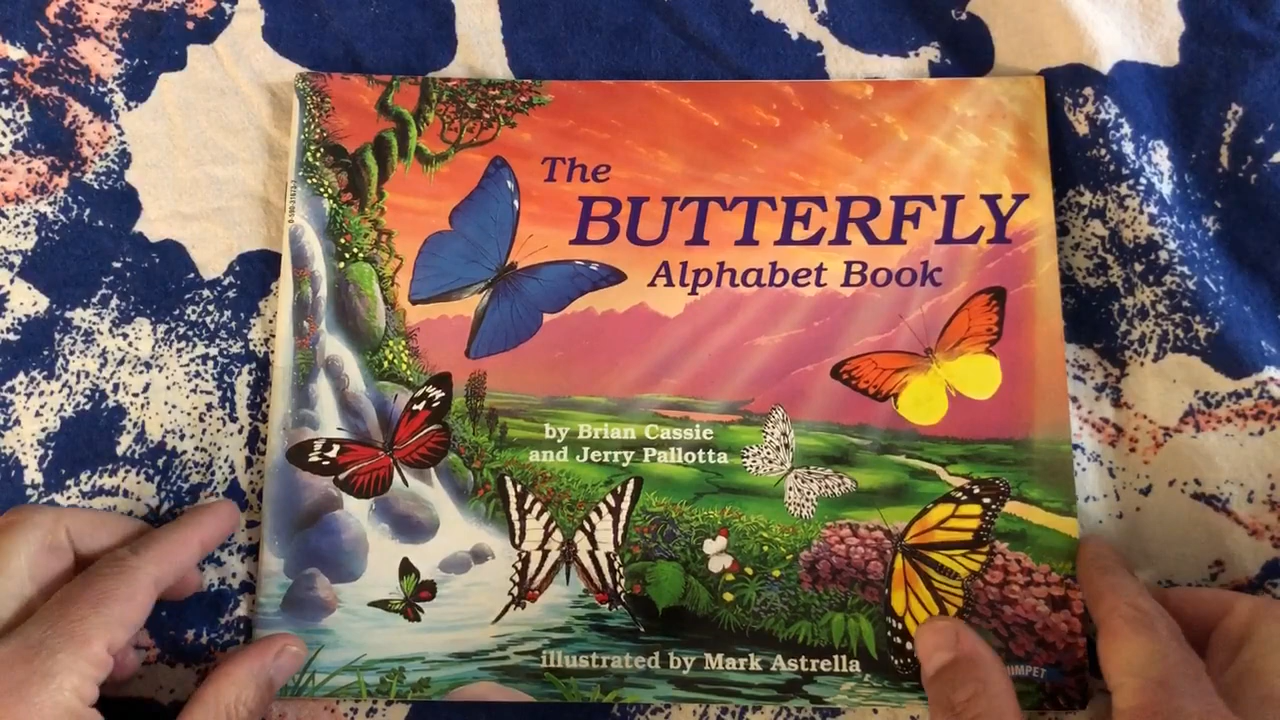 The
BUTTERFLY
Alphabet Book
by Brian Cassie
and Jerry Pallotta
illustrated by Mark Astrella